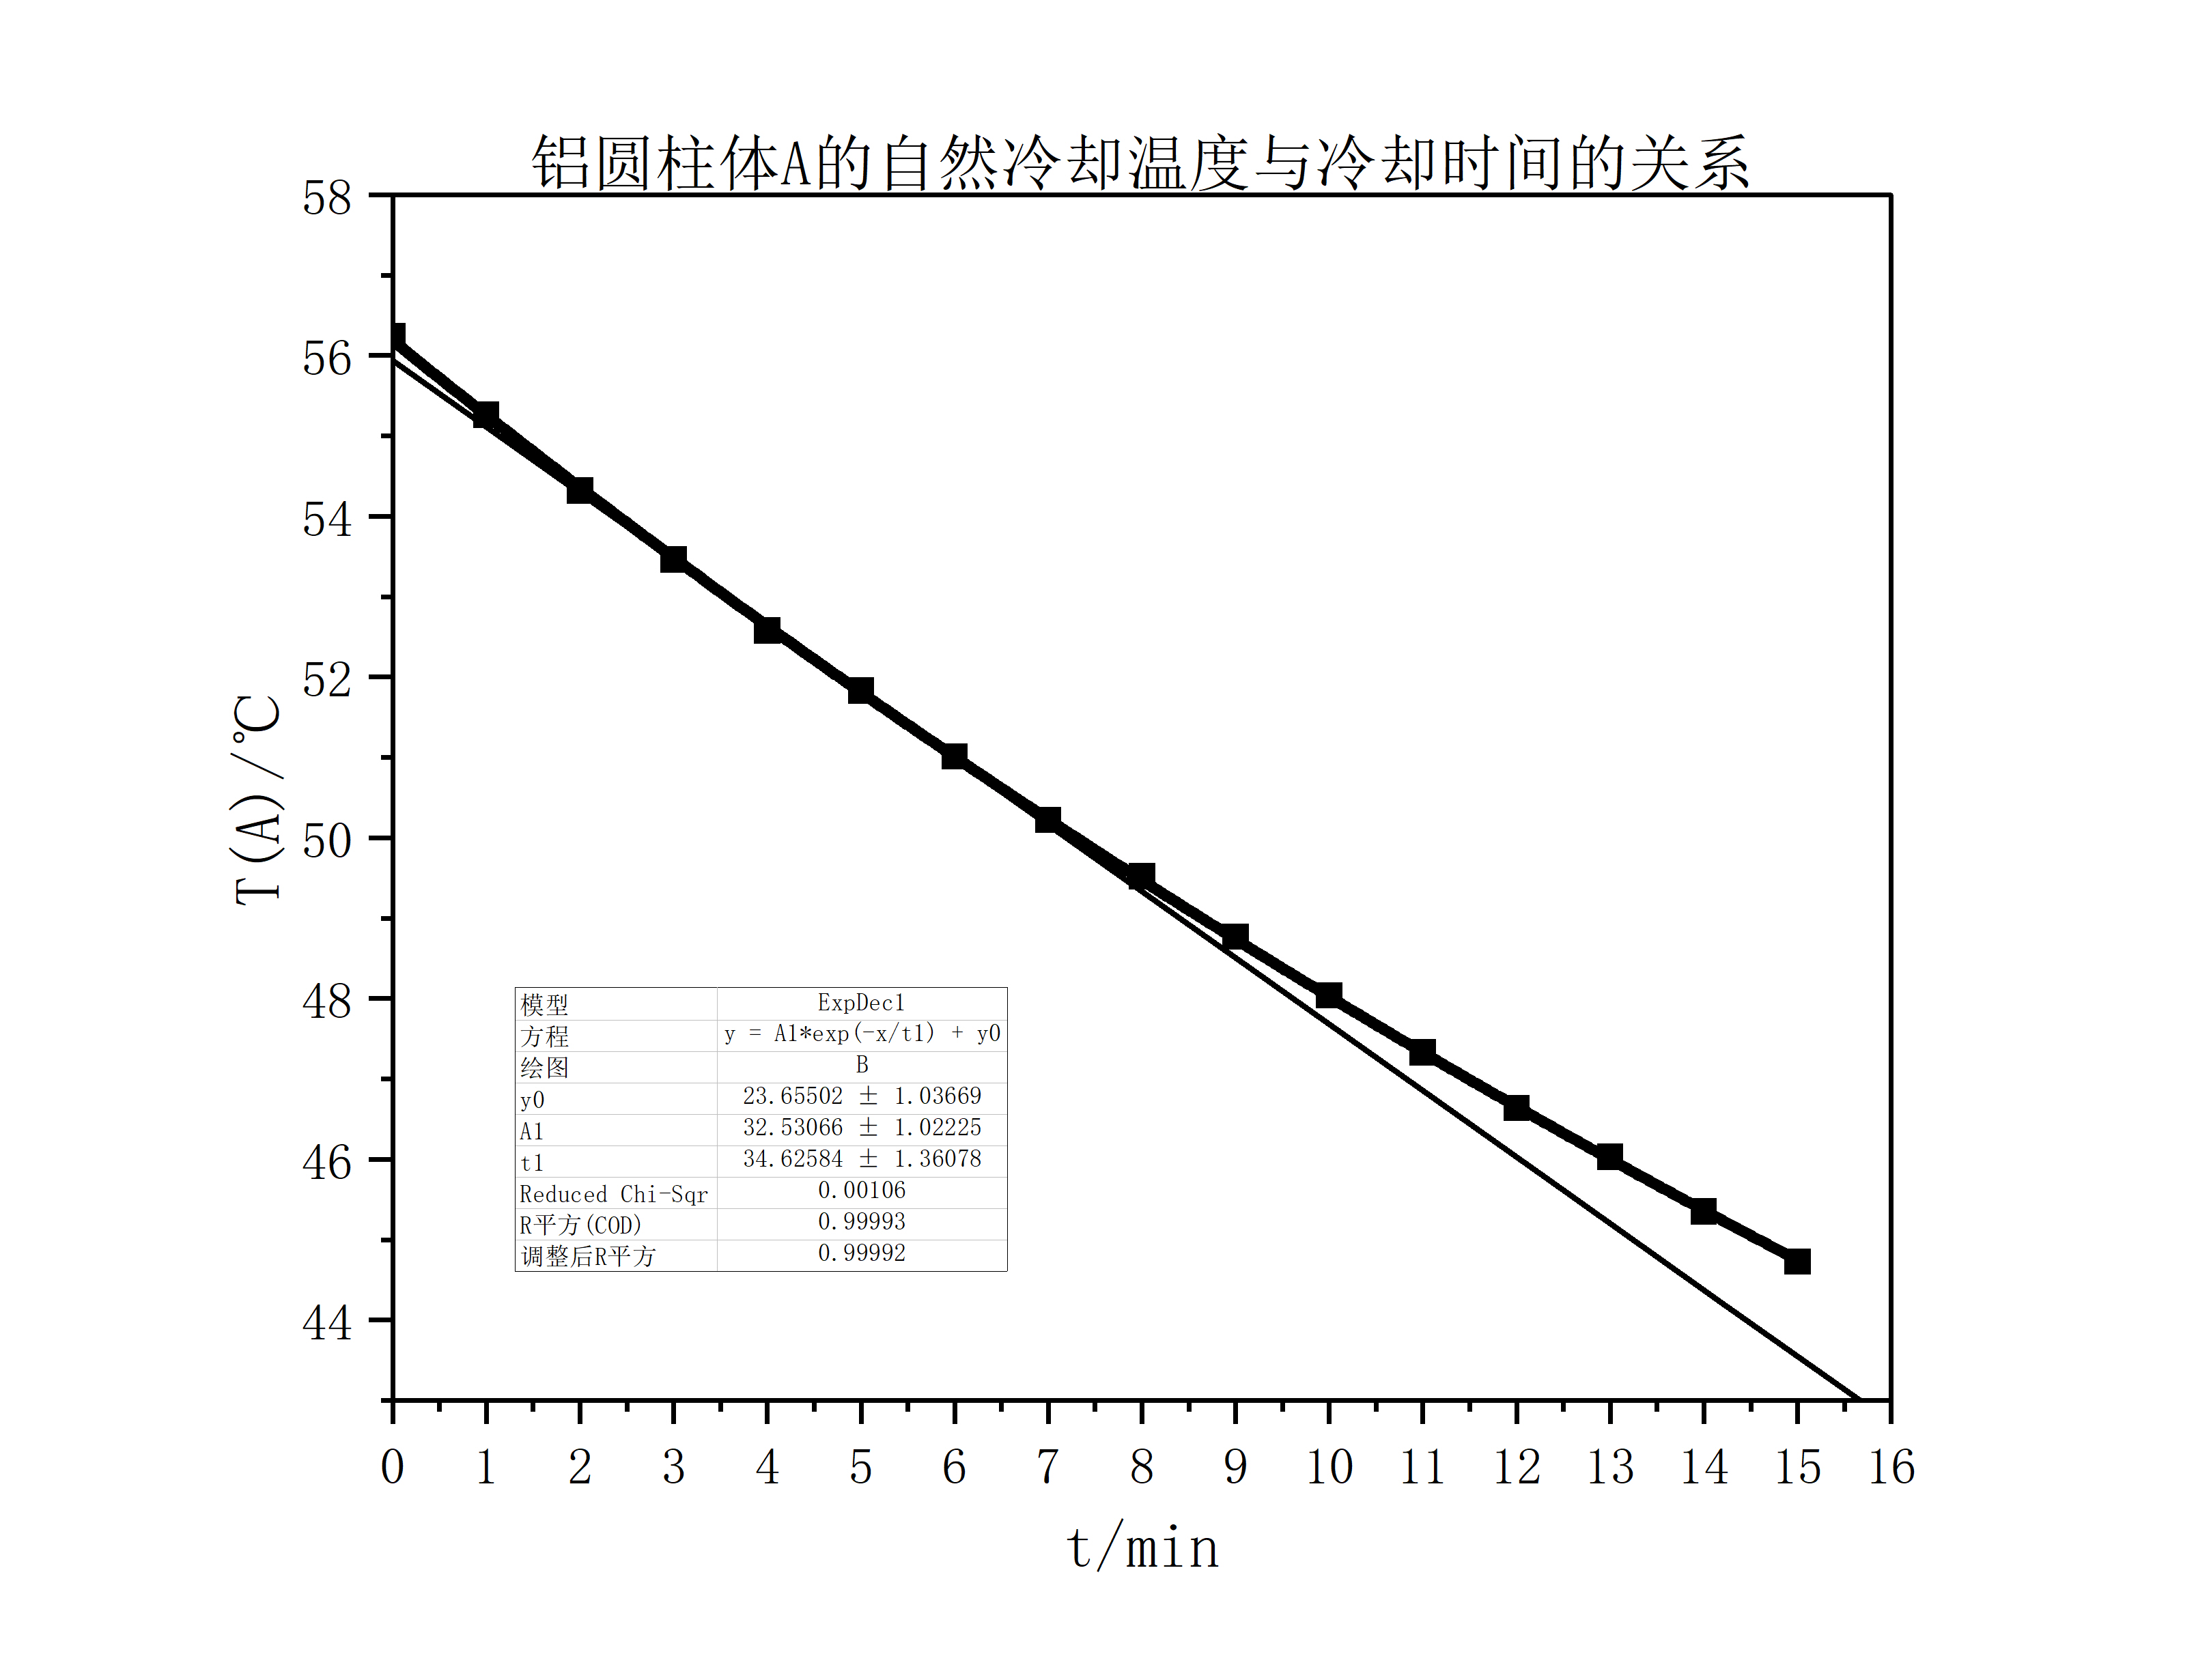 铝圆柱体A的自然冷却温度与冷却时间的关系
58
56
54
52
50
48
46
44
T(A)/℃
模型 ExpDec1
方程 y = A1*exp(-x/t1) + y0
绘图 B
y0 23.65502 ± 1.03669
A1 32.53066 ± 1.02225
t1 34.62584 ± 1.36078
Reduced Chi-Sqr 0.00106
R平方(COD) 0.99993
调整后R平方 0.99992
0 1 2 3 4 5 6 7 8 9 10 11 12 13 14 15 16
t/min